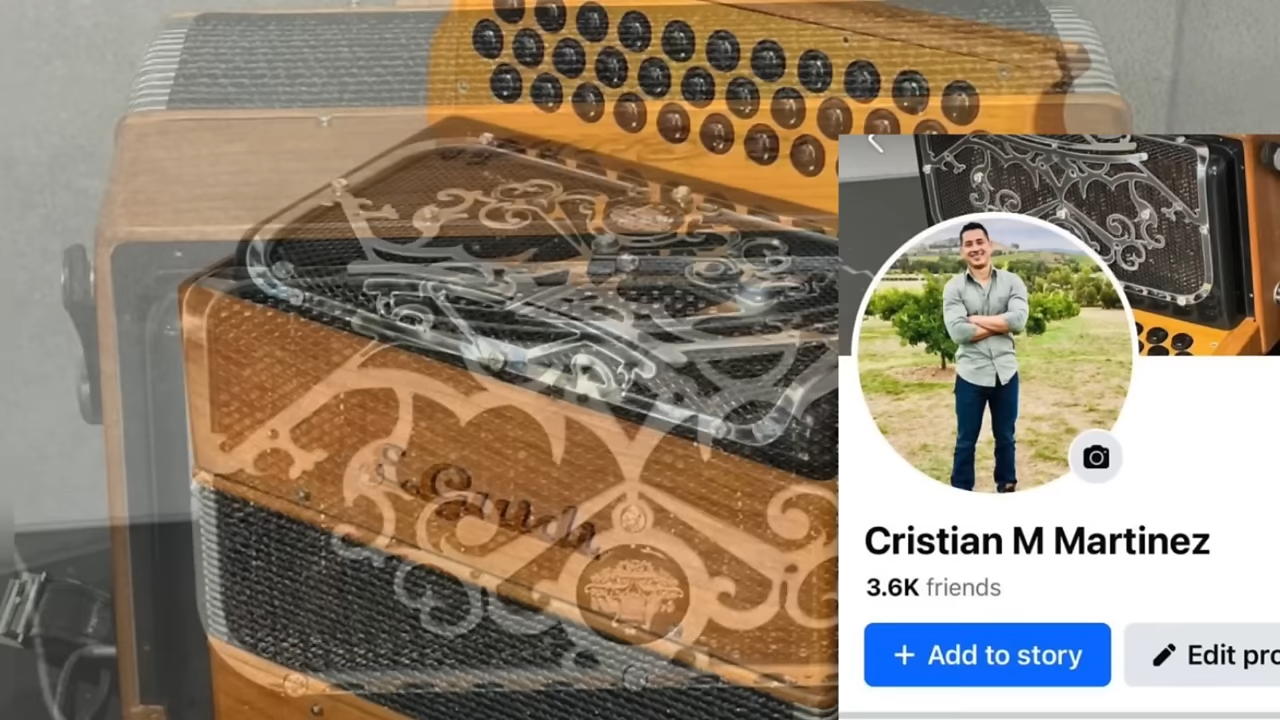 Cristian M Martinez
3.6K friends
+ Add to story
Edit pro